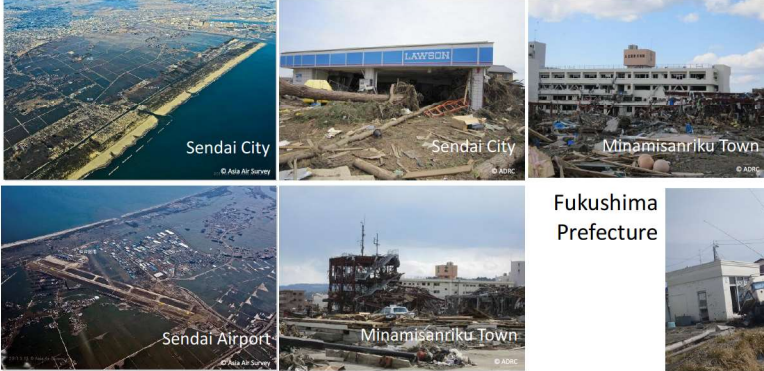 Sendai City
© Asia Air Survey
LAWSON
Sendai City
© ADRC
Minamisanriku Town
© ADRC
Sendai Airport
© Asia Air Survey
Minamisanriku Town
© ADRC
Fukushima
Prefecture